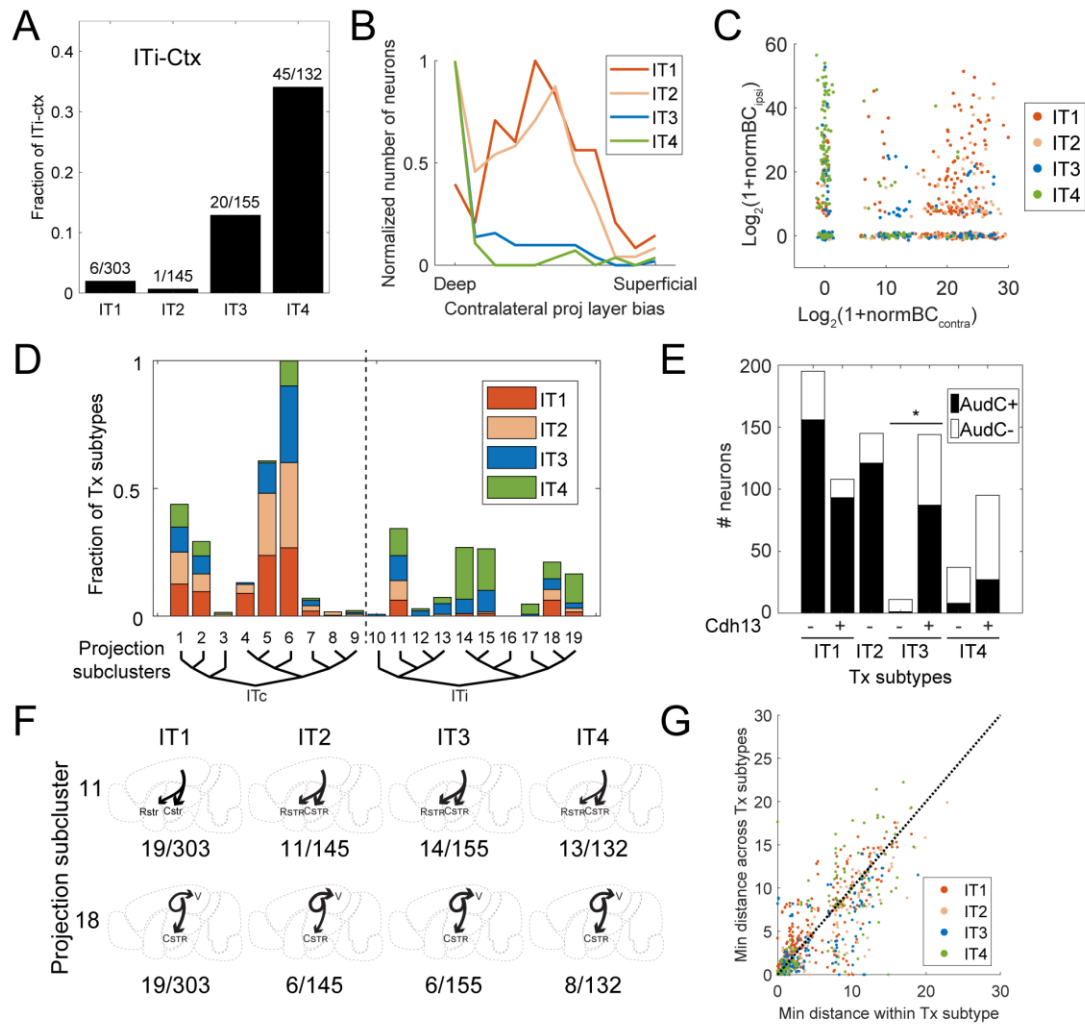 A
ITi-Ctx
Fraction of ITi-ctx
0.4
0.3
0.2
0.1
0
6/303
1/145
20/155
45/132
IT1 IT2 IT3 IT4
B
Normalized number of neurons
1
0.5
0
IT1
IT2
IT3
IT4
Deep Superficial
Contralateral proj layer bias
C
Log2(1+normBCipsi)
60
40
20
0
0 10 20 30
Log2(1+normBCcontra)
IT1
IT2
IT3
IT4
D
Fraction of Tx subtypes
1
0.5
0
IT1
IT2
IT3
IT4
1 2 3 4 5 6 7 8 9 10 11 12 13 14 15 16 17 18 19
Projection
subclusters
ITc ITi
E
# neurons
200
150
100
50
0
*
AudC+
AudC-
Cdh13 - + - - + - +
IT1 IT2 IT3 IT4
Tx subtypes
F
IT1 IT2 IT3 IT4
Projection subcluster
11
Rstr Cstr RSTR CSTR RSTR CSTR RSTR CSTR
19/303 11/145 14/155 13/132
18
V V V V
CSTR CSTR CSTR CSTR
19/303 6/145 6/155 8/132
G
Min distance across Tx subtypes
30
25
20
15
10
5
0
IT1
IT2
IT3
IT4
0 10 20 30
Min distance within Tx subtype